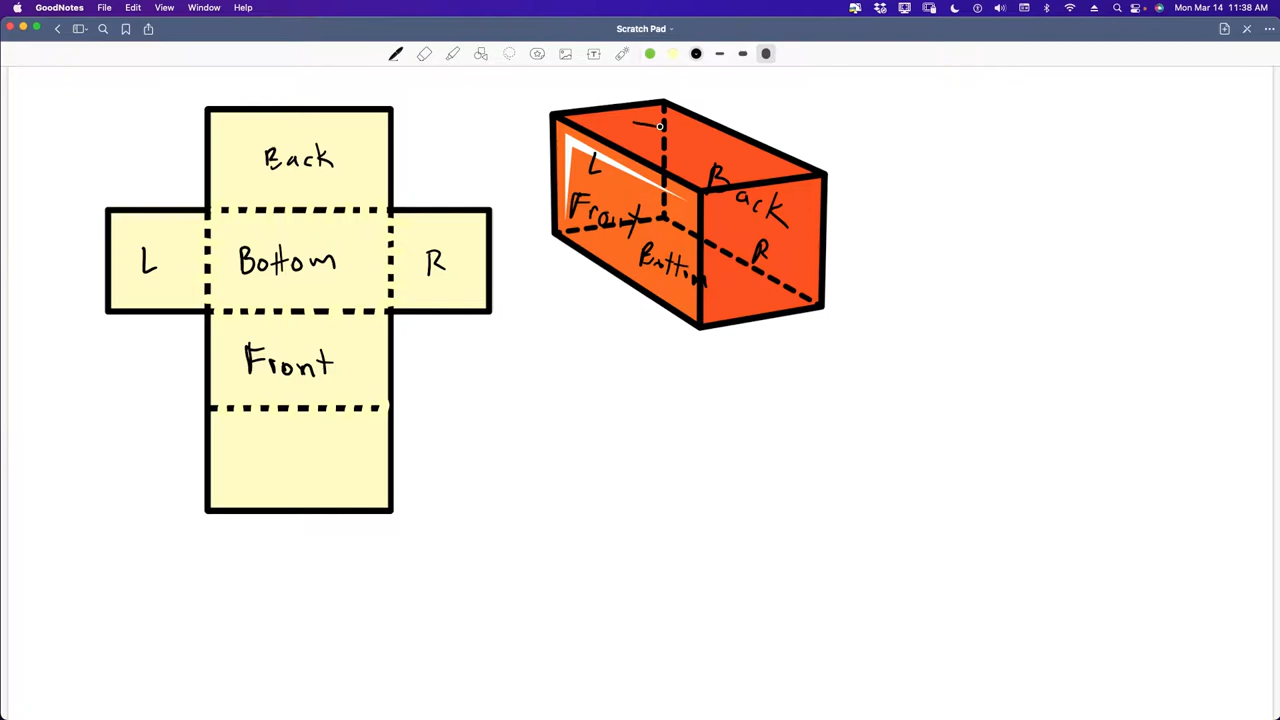 GoodNotes File Edit View Window Help Mon Mar 14 11:38 AM
Scratch Pad
Back
L Bottom R
Front
L
Back
Front
R
Bottom